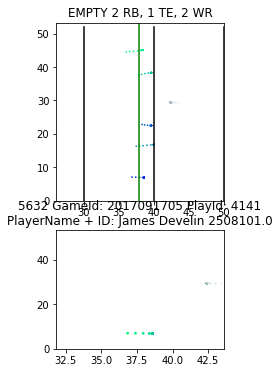 EMPTY 2 RB, 1 TE, 2 WR
50
40
30
20
10
0
30 35 40 45 50
5632 GameId: 2017091705 PlayId: 4141
PlayerName + ID: James Develin 2508101.0
40
20
0
32.5 35.0 37.5 40.0 42.5